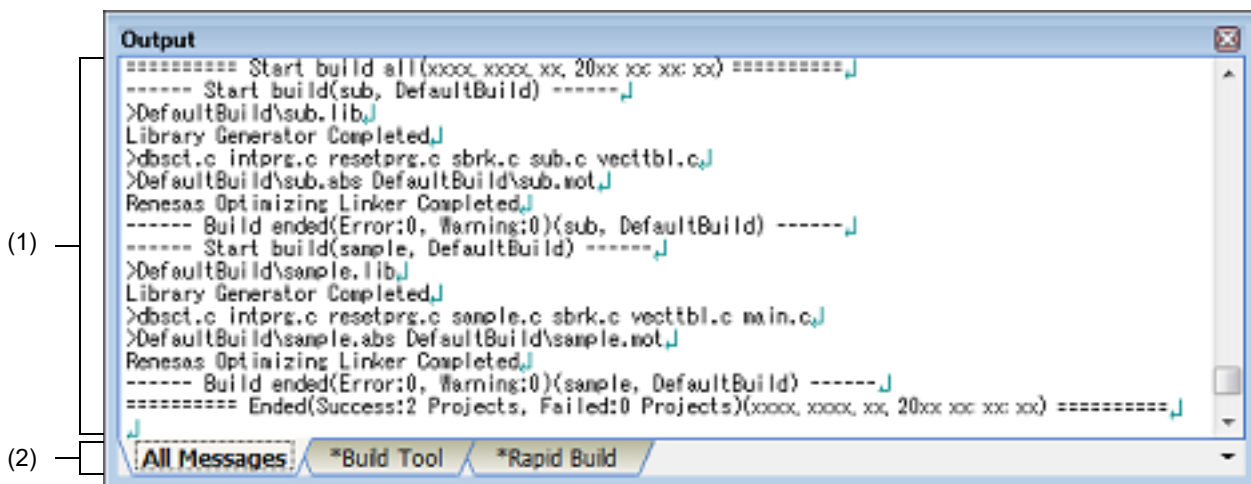 Output
========== Start build all(xxxx, xxxx, xx, 20xx xx: xx: xx) ==========
------ Start build(sub, DefaultBuild) ------
>DefaultBuild\sub.lib
Library Generator Completed
>dbsct.c intprg.c resetprg.c sbrk.c sub.c vecttbl.c
>DefaultBuild\sub.abs DefaultBuild\sub.mot
Renesas Optimizing Linker Completed
------ Build ended(Error:0, Warning:0)(sub, DefaultBuild) ------
------ Start build(sample, DefaultBuild) ------
(1)
>DefaultBuild\sample.lib
Library Generator Completed
>dbsct.c intprg.c resetprg.c sample.c sbrk.c vecttbl.c main.c
>DefaultBuild\sample.abs DefaultBuild\sample.mot
Renesas Optimizing Linker Completed
------ Build ended(Error:0, Warning:0)(sample, DefaultBuild) ------
========== Ended(Success:2 Projects, Failed:0 Projects)(xxxx, xxxx, xx, 20xx xx: xx: xx) ==========
(2)
All Messages *Build Tool *Rapid Build